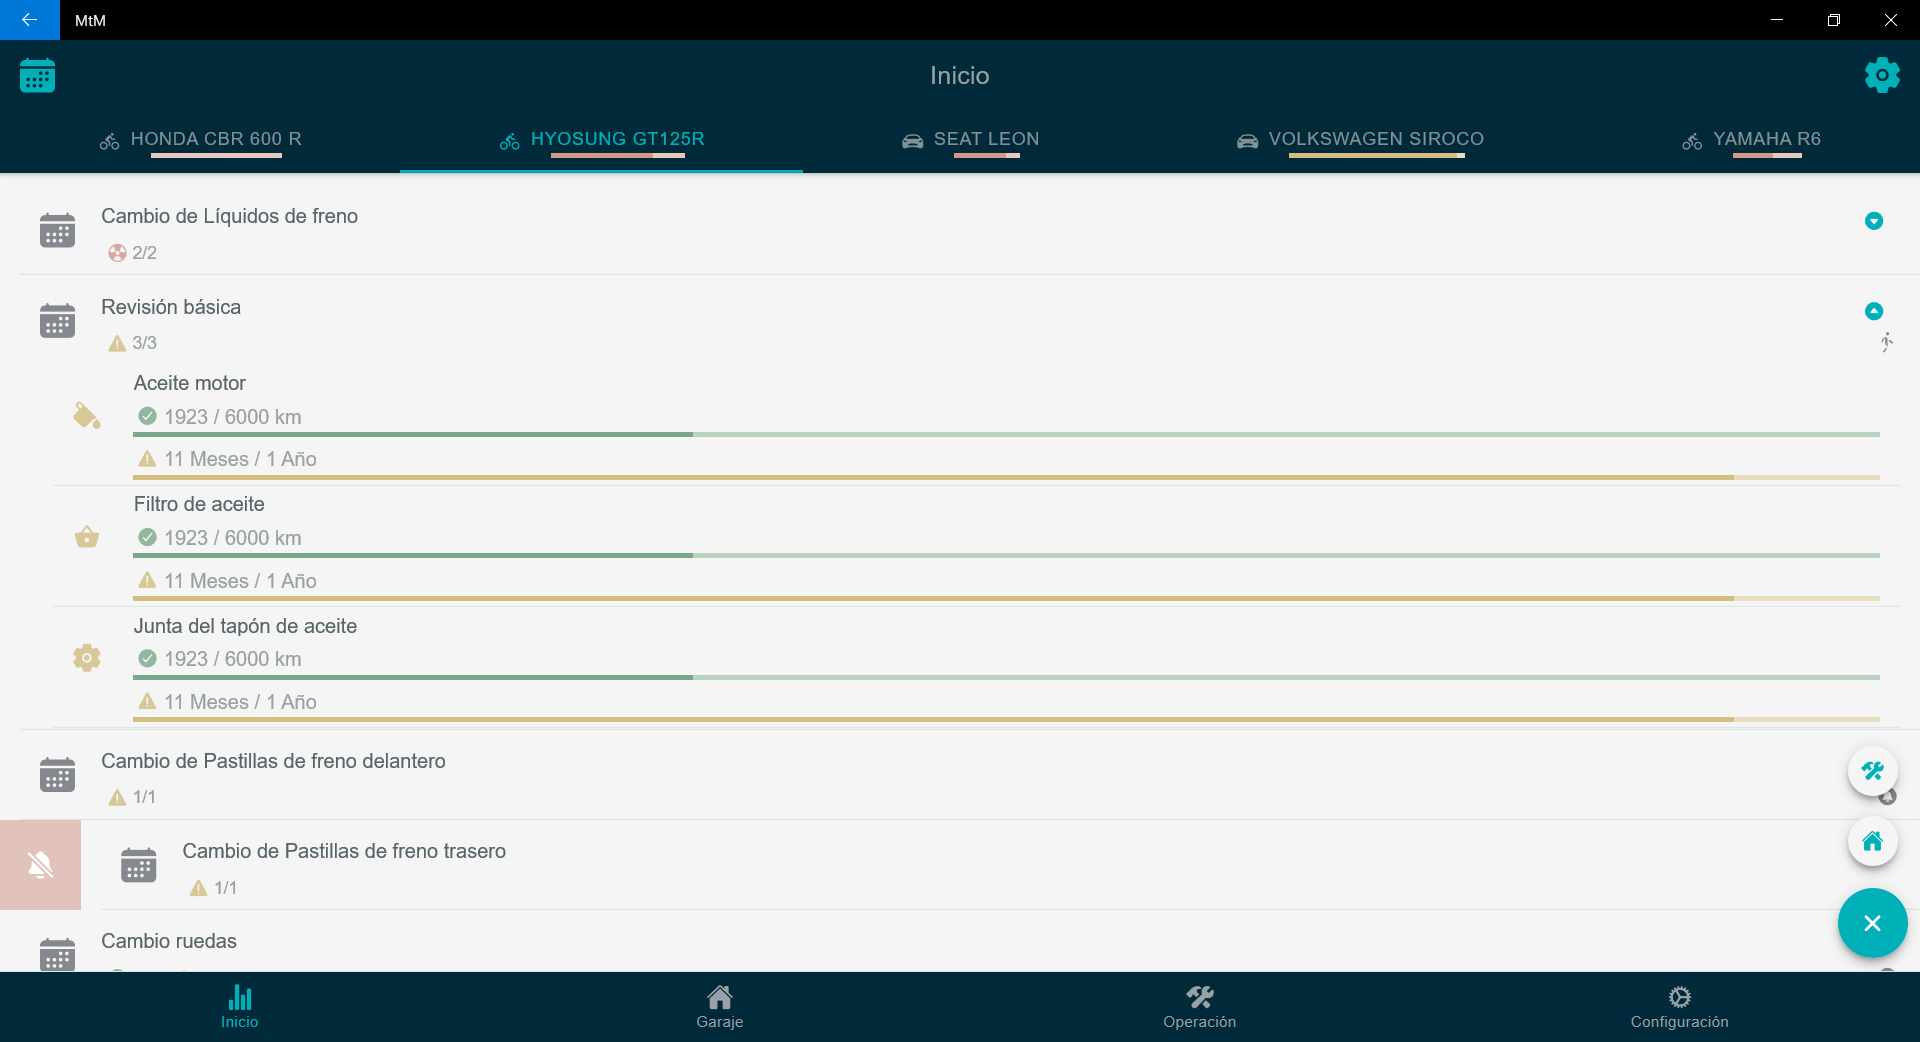 MtM
Inicio
HONDA CBR 600 R
HYOSUNG GT125R
SEAT LEON
VOLKSWAGEN SIROCO
YAMAHA R6
Cambio de Líquidos de freno
2/2
Revisión básica
3/3
Aceite motor
1923 / 6000 km
11 Meses / 1 Año
Filtro de aceite
1923 / 6000 km
11 Meses / 1 Año
Junta del tapón de aceite
1923 / 6000 km
11 Meses / 1 Año
Cambio de Pastillas de freno delantero
1/1
Cambio de Pastillas de freno trasero
1/1
Cambio ruedas
Inicio
Garaje
Operación
Configuración